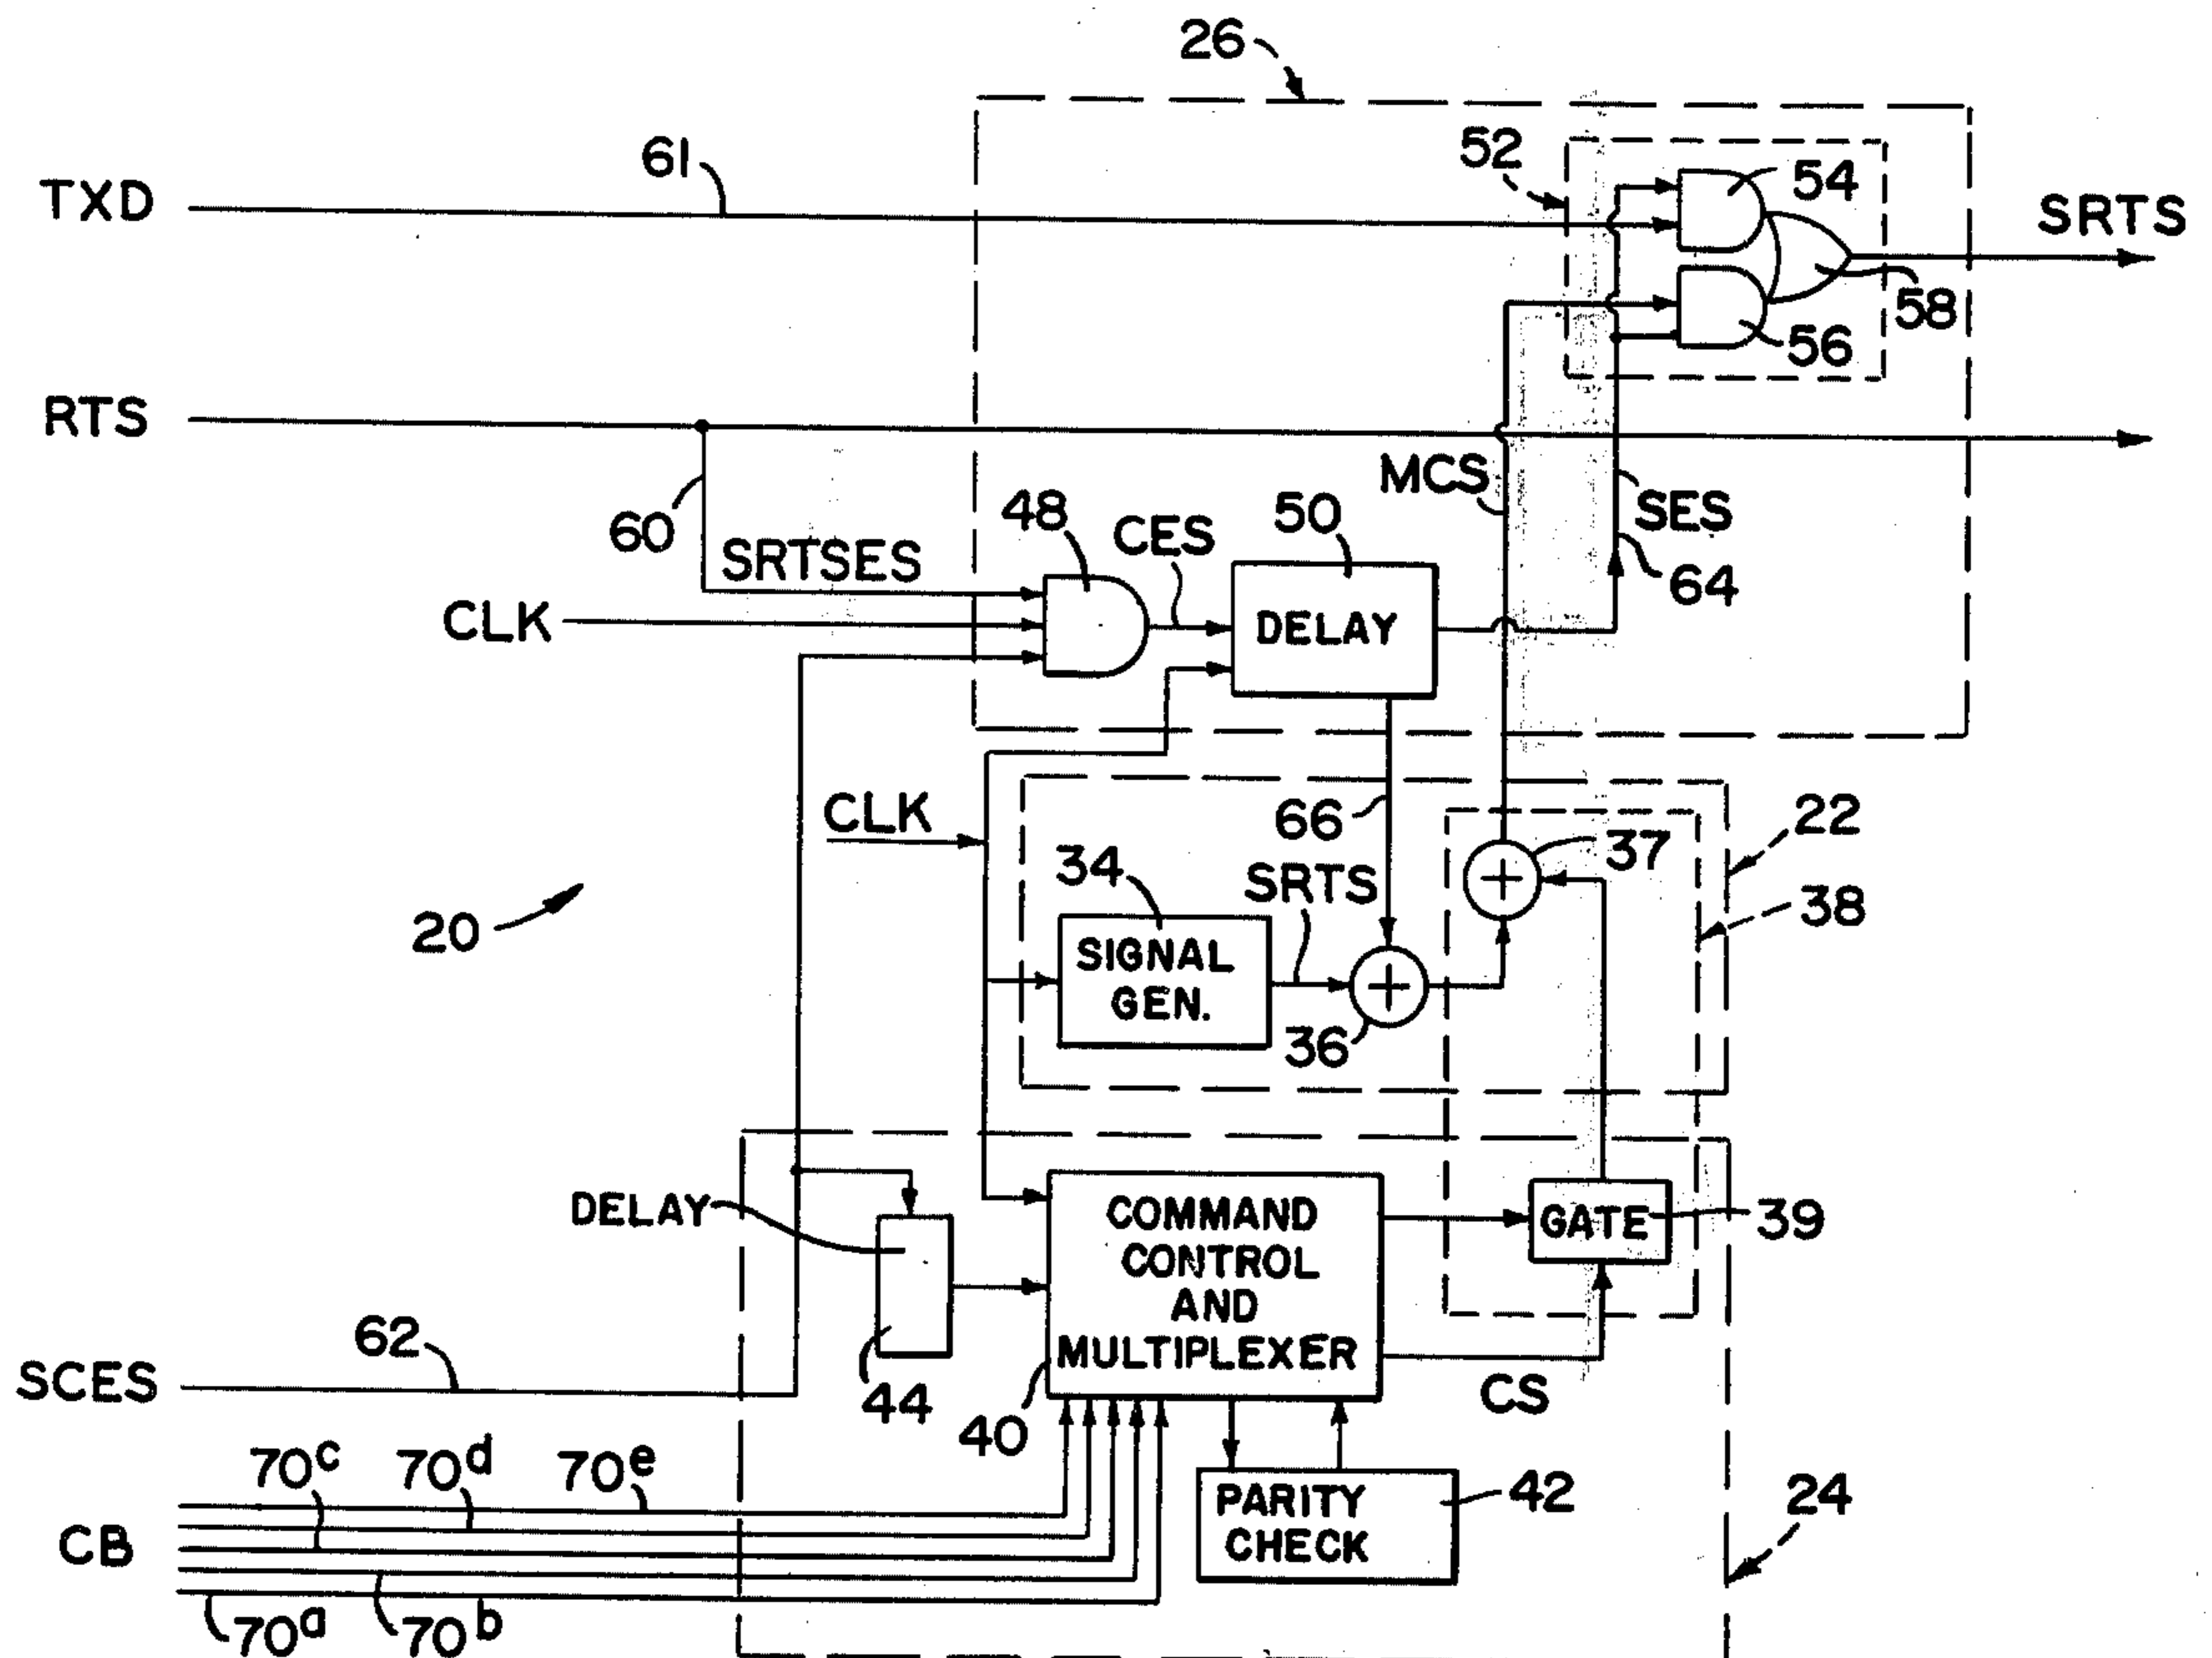 26
61
52
TXD
54
SRTS
58
56
RTS
MCS
48
50
SES
60
CES
SRTSES
64
CLK
DELAY
CLK
66
22
34
SRTS
37
38
20
SIGNAL
GEN.
36
DELAY
COMMAND
CONTROL
AND
MULTIPLEXER
GATE
39
62
SCES
44
40
CS
70c
70d
70e
PARITY
CHECK
42
24
CB
70a
70b